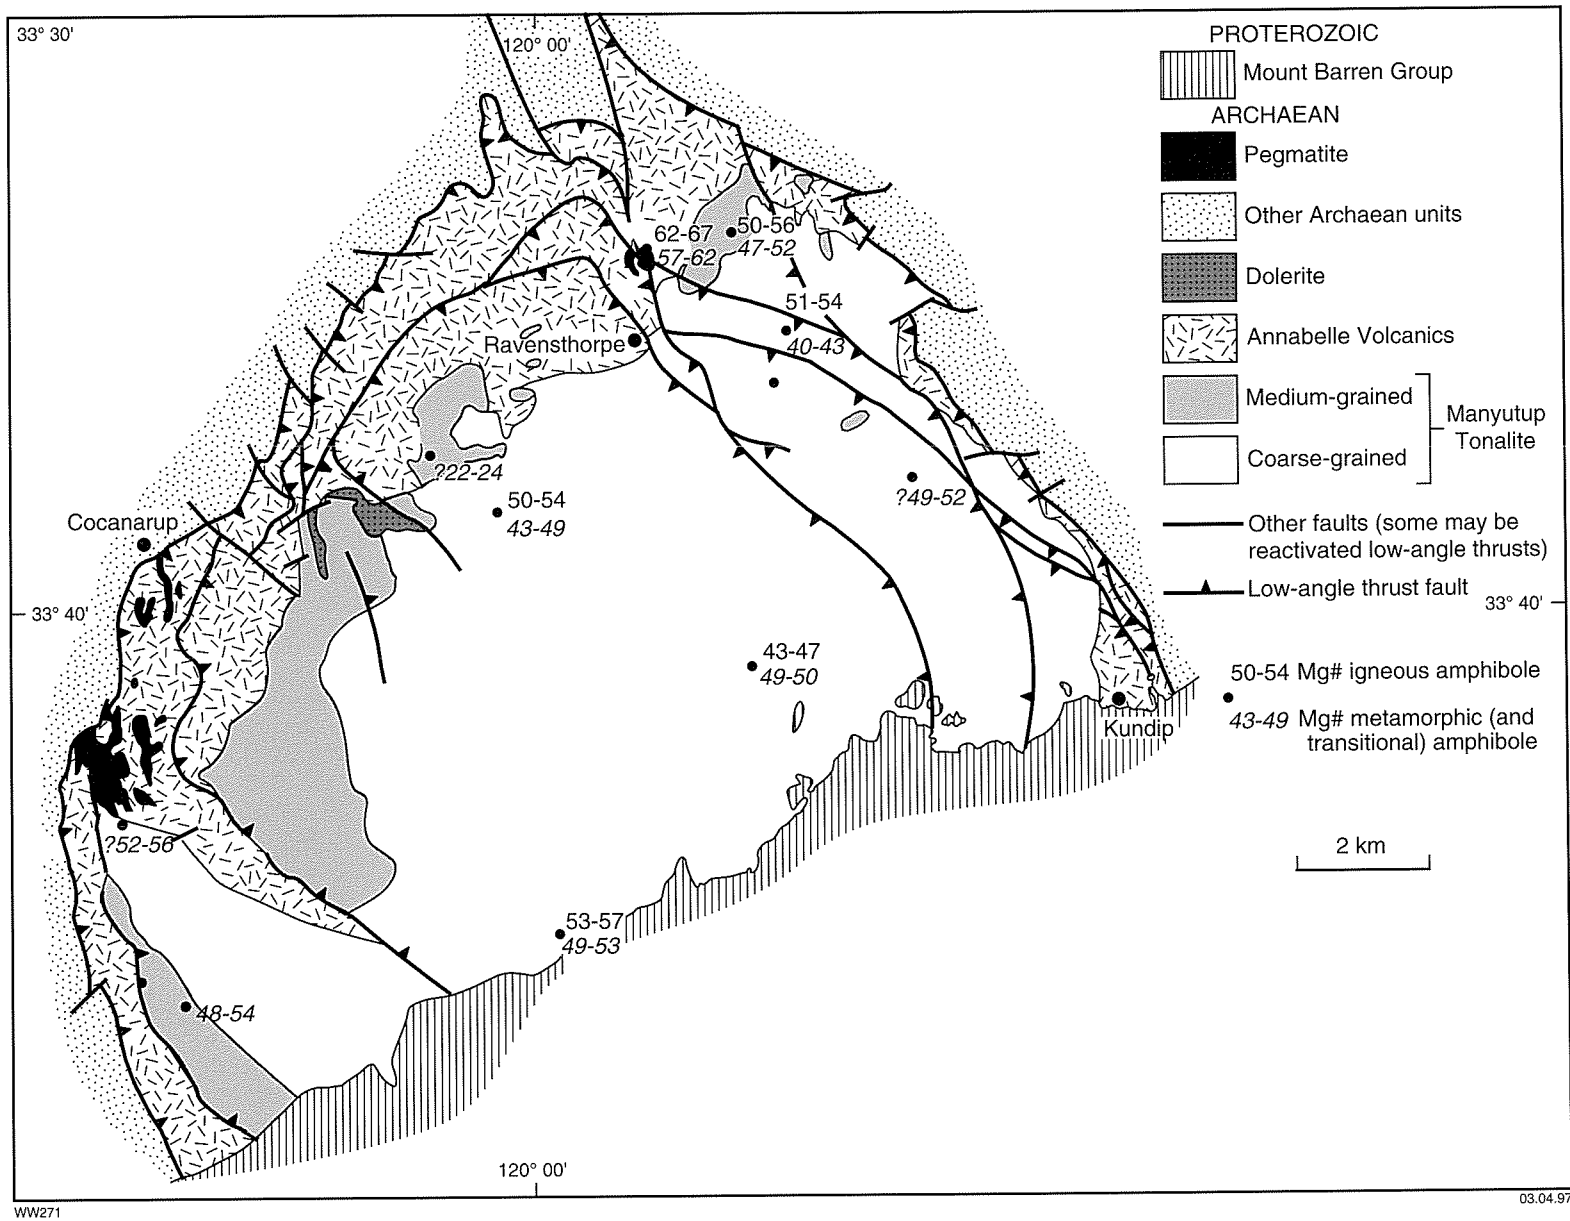 33° 30'
120° 00'
PROTEROZOIC
Mount Barren Group
ARCHAEAN
Pegmatite
Other Archaean units
Dolerite
Annabelle Volcanics
Medium-grained
Coarse-grained
Manyutup
Tonalite
Other faults (some may be
reactivated low-angle thrusts)
Low-angle thrust fault
33° 40'
50-54 Mg# igneous amphibole
43-49 Mg# metamorphic (and
transitional) amphibole
2 km
62-67
57-62
50-56
47-52
51-54
40-43
Ravensthorpe
?22-24
50-54
43-49
?49-52
Cocanarup
33° 40'
43-47
49-50
Kundip
?52-56
53-57
49-53
48-54
120° 00'
WW271
03.04.97